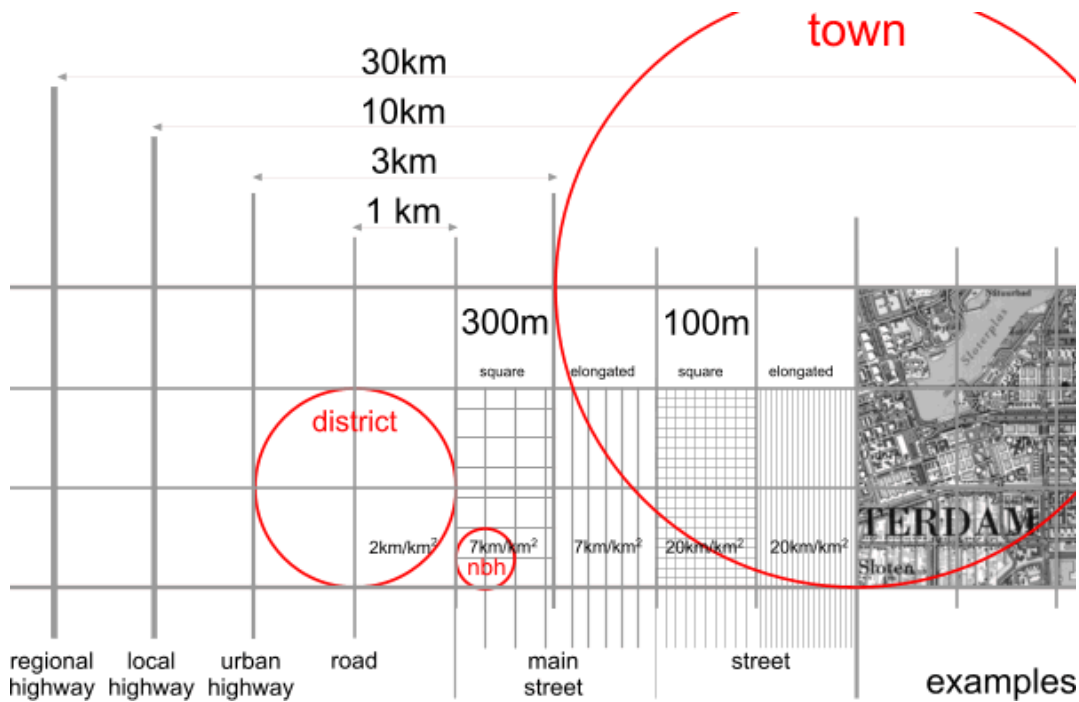 town
30km
10km
3km
1 km
300m
100m
square
elongated
square
elongated
district
2km/km²
7km/km²
7km/km²
20km/km²
20km/km²
nbh
Sloterplas
TERDAM
Sloten
regional
highway
local
highway
urban
highway
road
main
street
street
examples